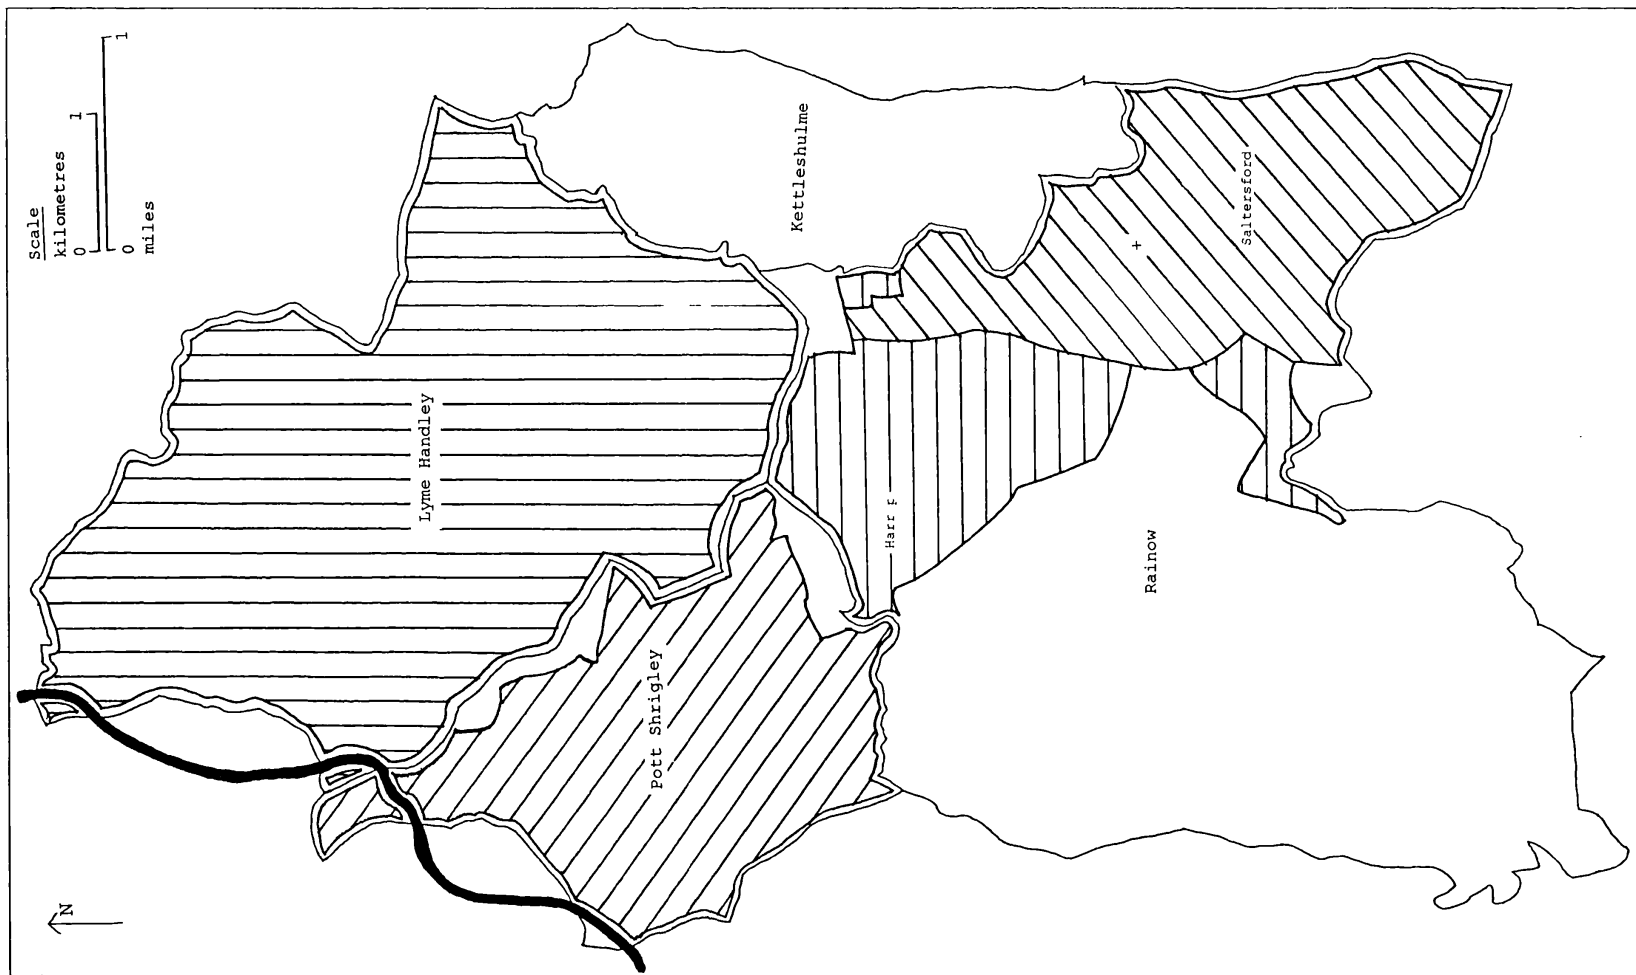 Scale
kilometres
0 1
0 1
miles
Kettleshulme
Lyme Handley
Saltersford
+
Harr p
Rainow
Pott Shrigley
N